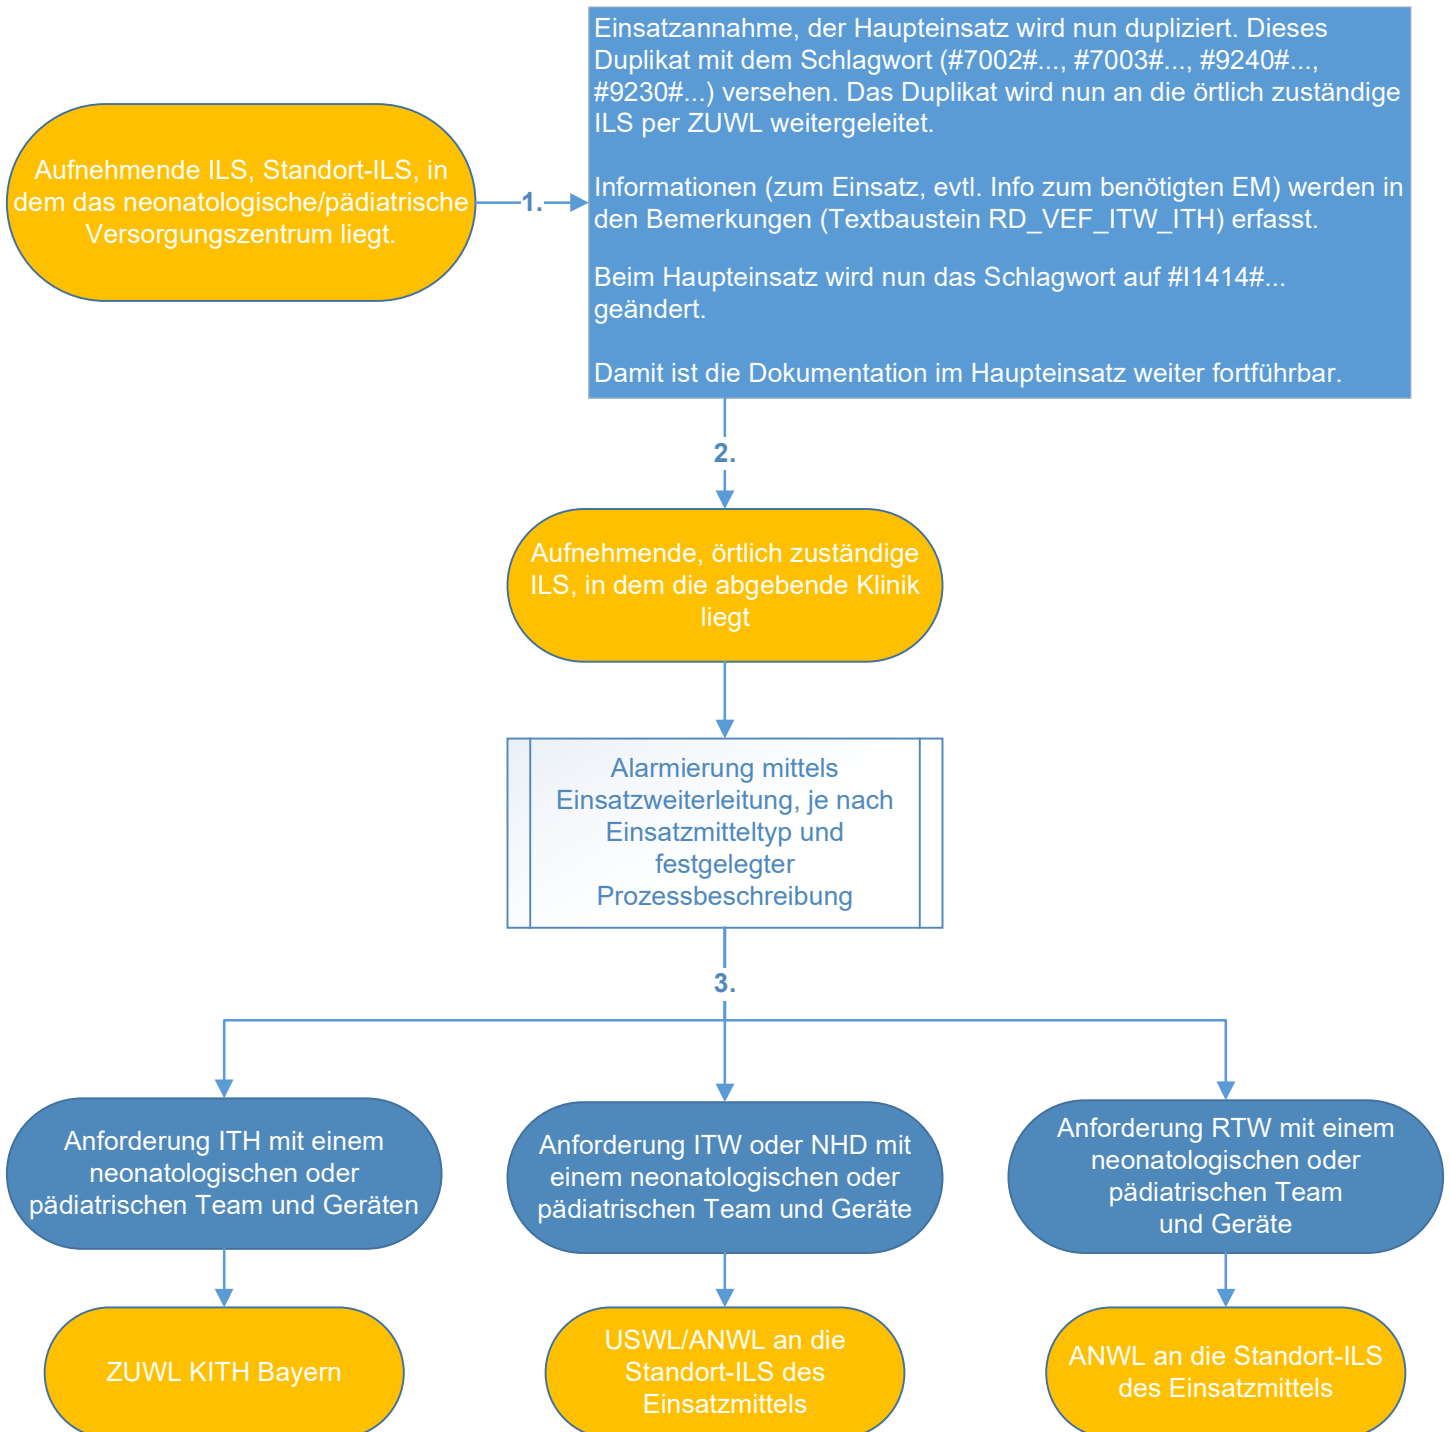 Einsatzannahme, der Haupteinsatz wird nun dupliziert. Dieses
Duplikat mit dem Schlagwort (#7002#..., #7003#..., #9240#...,
#9230#...) versehen. Das Duplikat wird nun an die örtlich zuständige
ILS per ZUWL weitergeleitet.
Informationen (zum Einsatz, evtl. Info zum benötigten EM) werden in
den Bemerkungen (Textbaustein RD_VEF_ITW_ITH) erfasst.
Beim Haupteinsatz wird nun das Schlagwort auf #I1414#...
geändert.
Damit ist die Dokumentation im Haupteinsatz weiter fortführbar.
Aufnehmende ILS, Standort-ILS, in
dem das neonatologische/pädiatrische
Versorgungszentrum liegt.
1.
2.
Aufnehmende, örtlich zuständige
ILS, in dem die abgebende Klinik
liegt
Alarmierung mittels
Einsatzweiterleitung, je nach
Einsatzmitteltyp und
festgelegter
Prozessbeschreibung
3.
Anforderung ITH mit einem
neonatologischen oder
pädiatrischen Team und Geräten
Anforderung ITW oder NHD mit
einem neonatologischen oder
pädiatrischen Team und Geräte
Anforderung RTW mit einem
neonatologischen oder
pädiatrischen Team
und Geräte
ZUWL KITH Bayern
USWL/ANWL an die
Standort-ILS des
Einsatzmittels
ANWL an die Standort-ILS
des Einsatzmittels